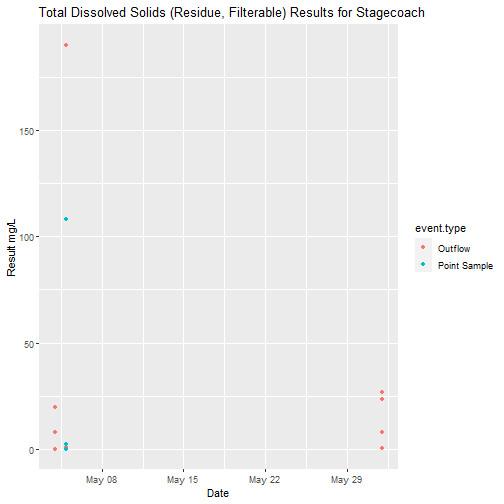 Total Dissolved Solids (Residue, Filterable) Results for Stagecoach
150
100
50
0
Result mg/L
May 08
May 15
May 22
May 29
Date
event.type
Outflow
Point Sample